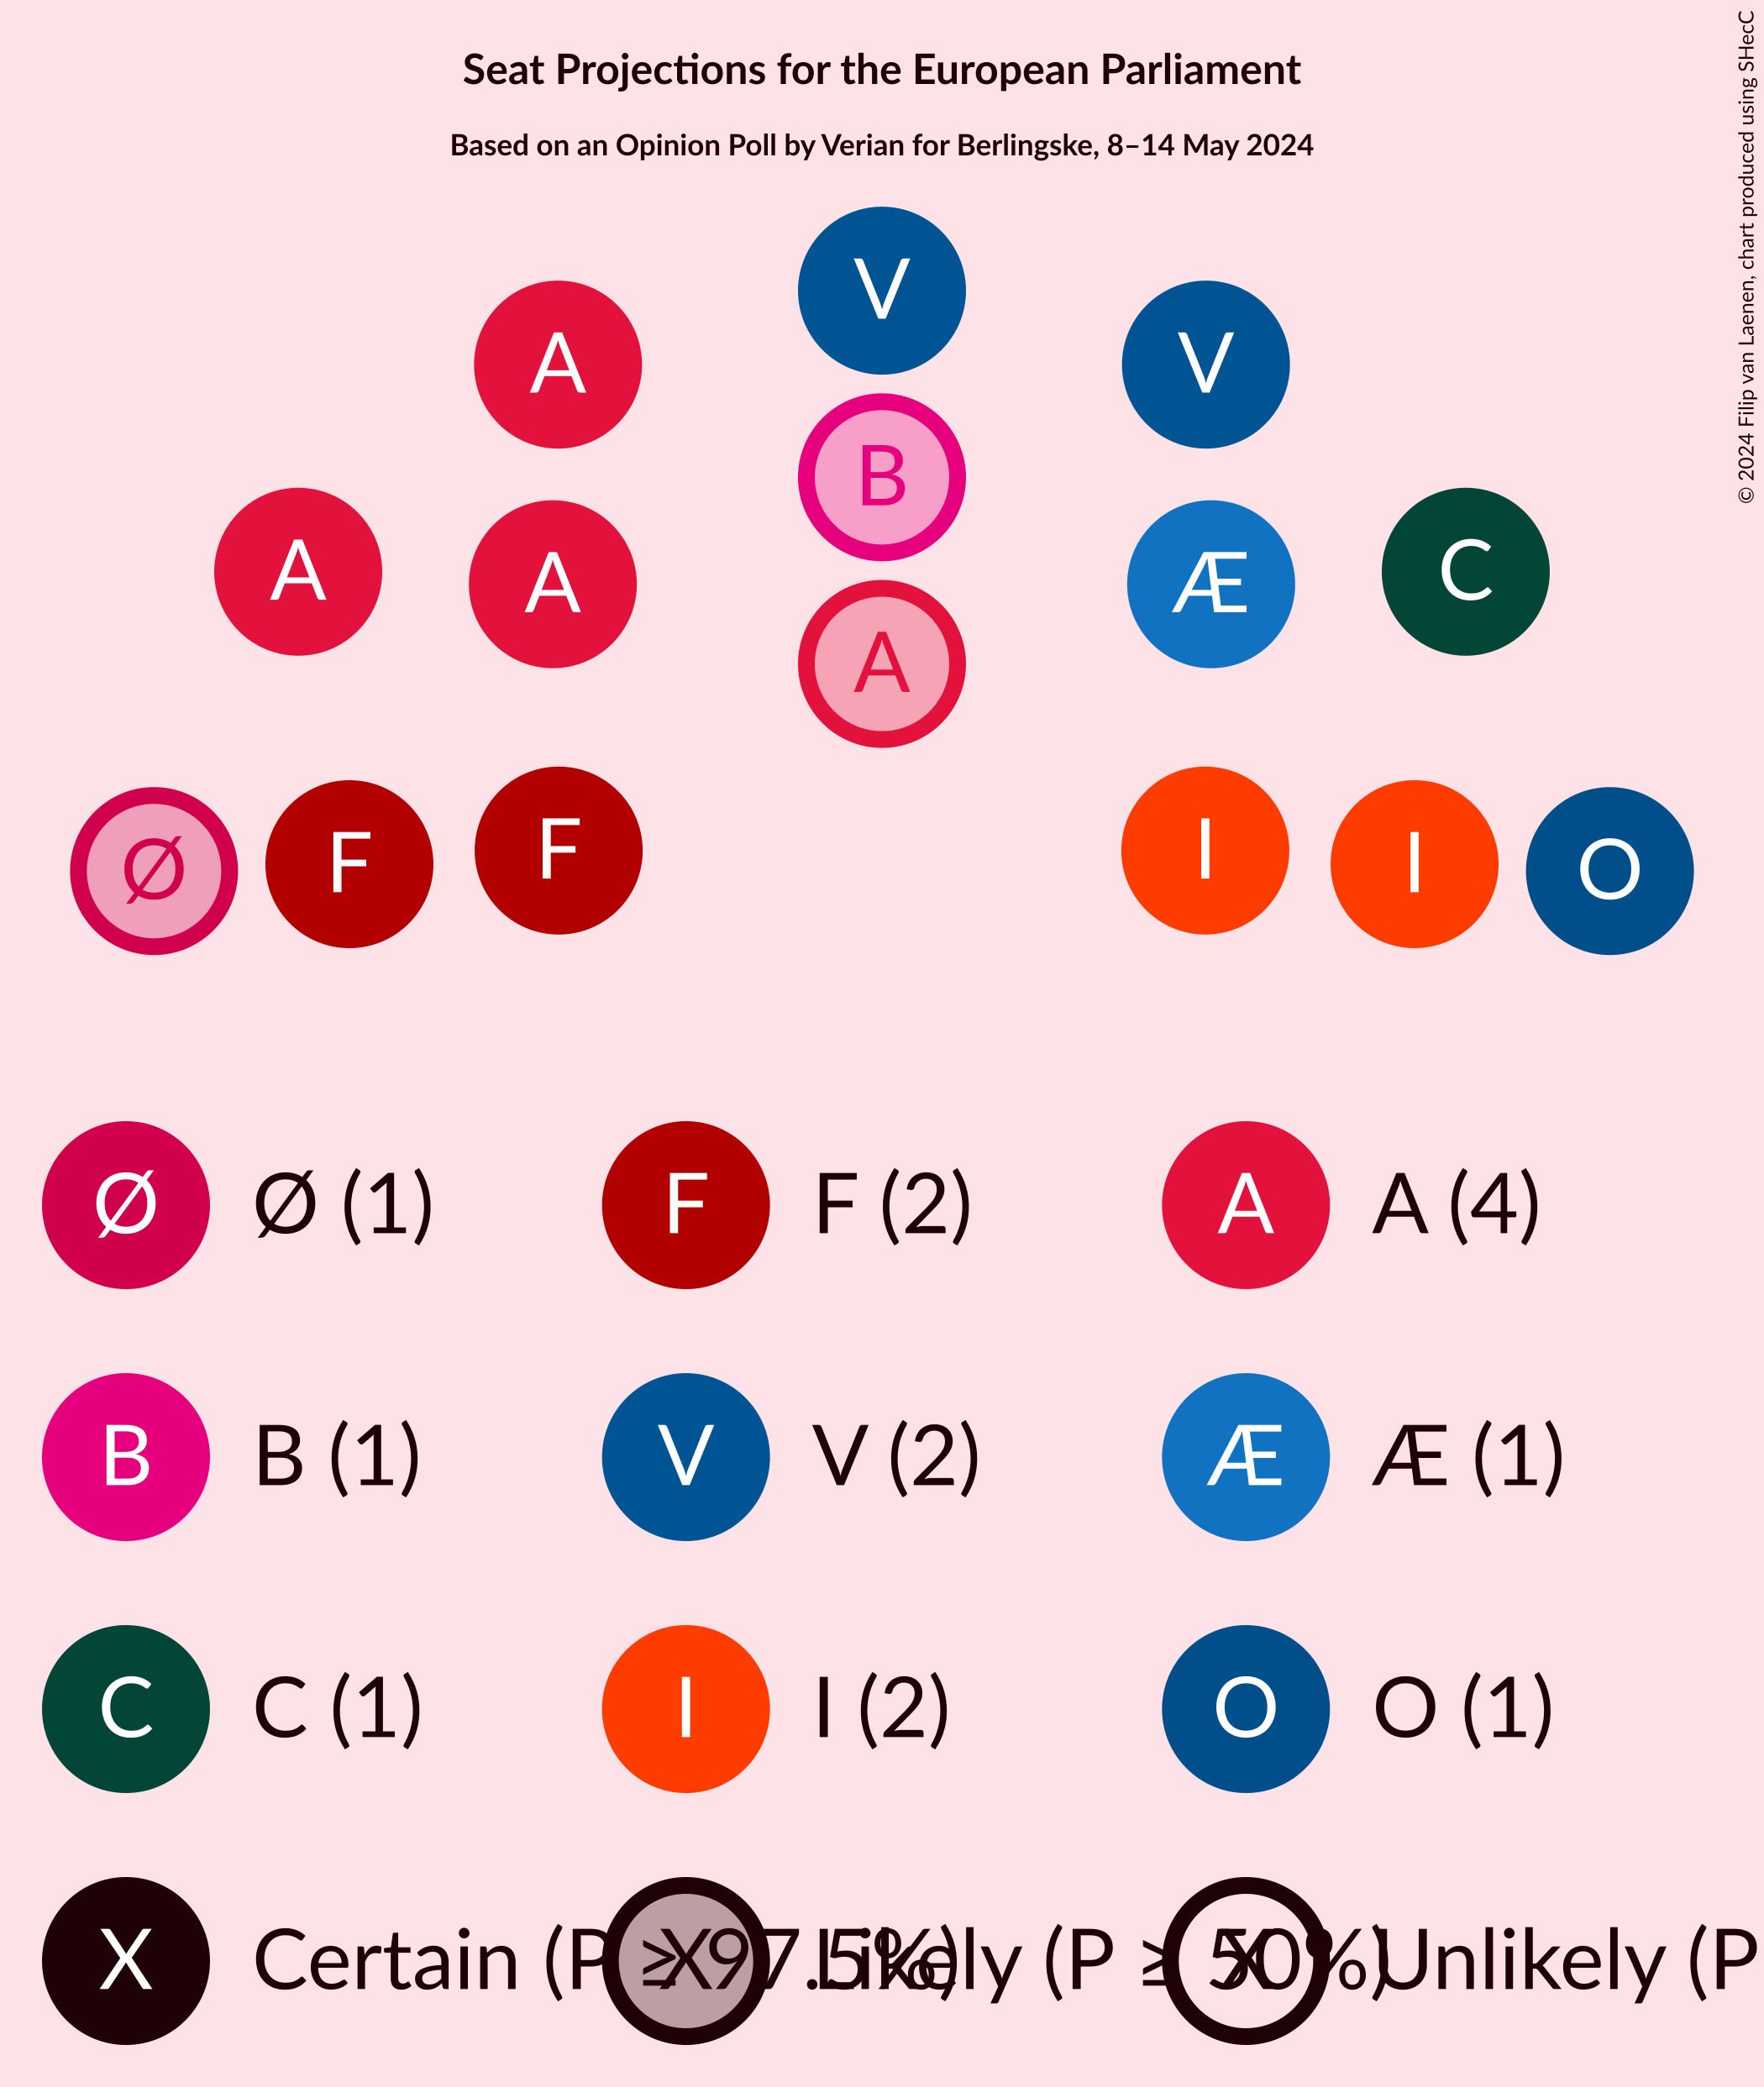 Seat Projections for the European Parliament
Based on an Opinion Poll by Verian for Berlingske, 8–14 May 2024
© 2024 Filip van Laenen, chart produced using SHecC
V
A
V
B
A
A
Æ
C
A
Ø
F
F
I
I
O
Ø Ø (1)
F F (2)
A A (4)
B B (1)
V V (2)
Æ Æ (1)
C C (1)
I I (2)
O O (1)
X Certain (P ≥ 97.5%)
X Likely (P ≥ 50%)
X Unlikely (P